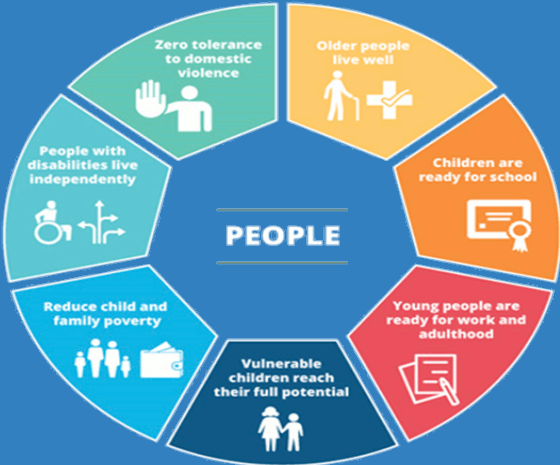 Zero tolerance
to domestic
violence
Older people
live well
Children are
ready for school
Young people are
ready for work and
adulthood
Vulnerable
children reach
their full potential
Reduce child and
family poverty
People with
disabilities live
independently
PEOPLE